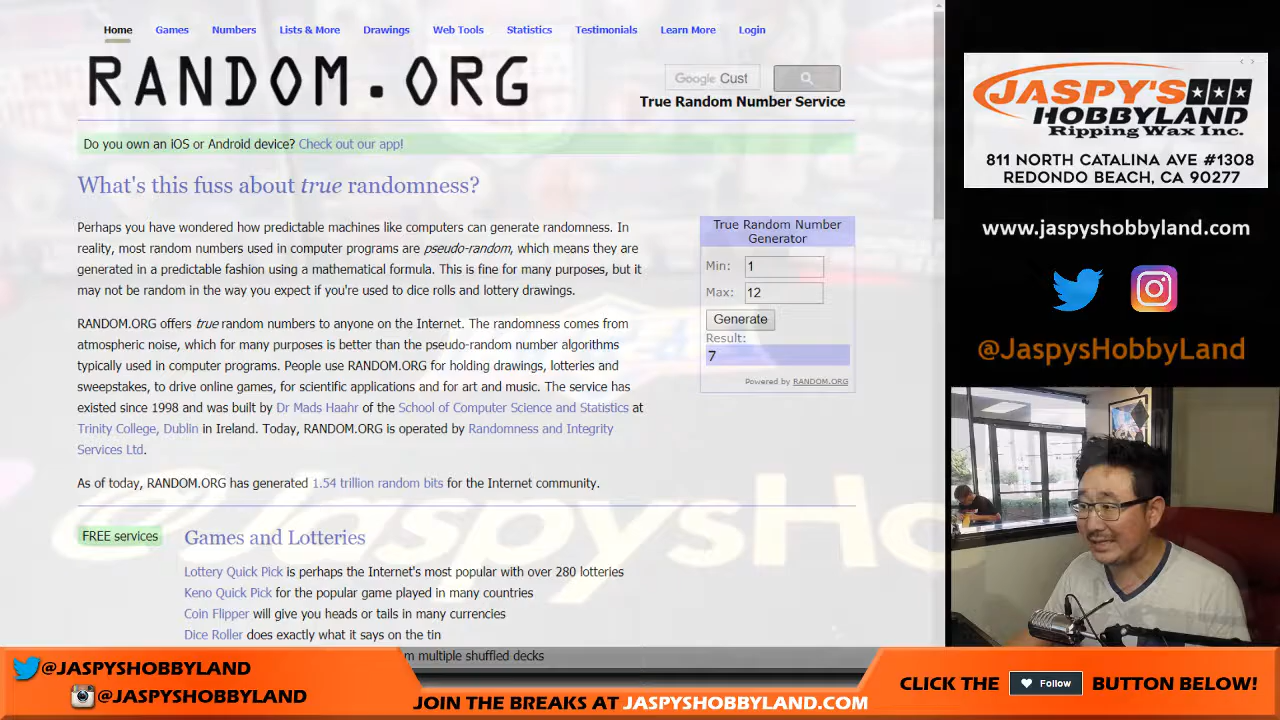 Home Games Numbers Lists & More Drawings Web Tools Statistics Testimonials Learn More Login
RANDOM.ORG
Google Cust
True Random Number Service
Do you own an iOS or Android device? Check out our app!
What's this fuss about true randomness?
Perhaps you have wondered how predictable machines like computers can generate randomness. In
reality, most random numbers used in computer programs are pseudo-random, which means they are
generated in a predictable fashion using a mathematical formula. This is fine for many purposes, but it
may not be random in the way you expect if you're used to dice rolls and lottery drawings.
RANDOM.ORG offers true random numbers to anyone on the Internet. The randomness comes from
atmospheric noise, which for many purposes is better than the pseudo-random number algorithms
typically used in computer programs. People use RANDOM.ORG for holding drawings, lotteries and
sweepstakes, to drive online games, for scientific applications and for art and music. The service has
existed since 1998 and was built by Dr Mads Haahr of the School of Computer Science and Statistics at
Trinity College, Dublin in Ireland. Today, RANDOM.ORG is operated by Randomness and Integrity
Services Ltd.
As of today, RANDOM.ORG has generated 1.54 trillion random bits for the Internet community.
True Random Number
Generator
Min: 1
Max: 12
Generate
Result:
7
Powered by RANDOM.ORG
FREE services
Games and Lotteries
Lottery Quick Pick is perhaps the Internet's most popular with over 280 lotteries
Keno Quick Pick for the popular game played in many countries
Coin Flipper will give you heads or tails in many currencies
Dice Roller does exactly what it says on the tin
multiple shuffled decks
@JaspysHo
JASPY'S
HOBBYLAND
Ripping Wax Inc.
811 NORTH CATALINA AVE #1308
REDONDO BEACH, CA 90277
www.jaspyshobbyland.com
@JaspysHobbyLand
@JASPYSHOBBYLAND
@JASPYSHOBBYLAND
JOIN THE BREAKS AT JASPYSHOBBYLAND.COM
CLICK THE Follow BUTTON BELOW!